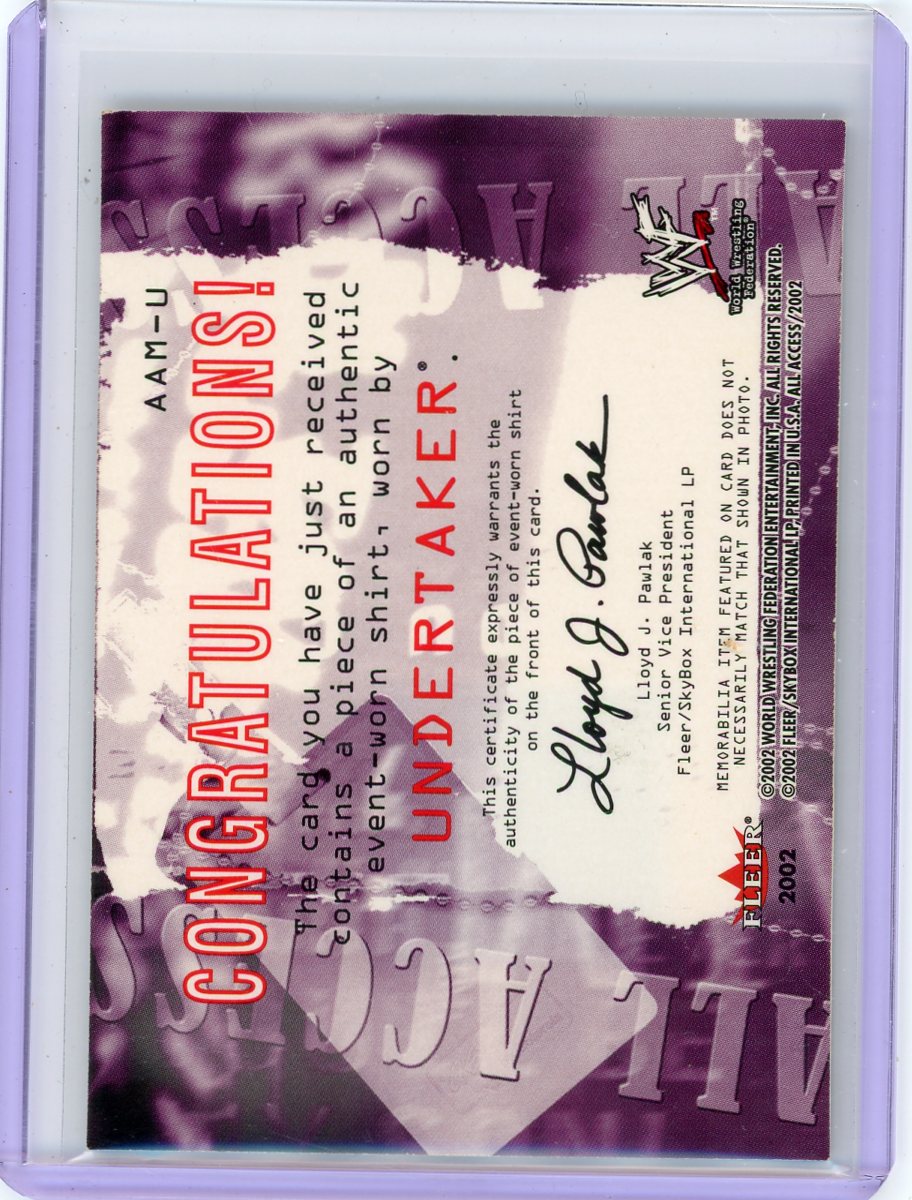 AAM-U
CONGRATULATIONS!
The card you have just received
contains a piece of an authentic
event-worn shirt, worn by
UNDERTAKER®.
This certificate expressly warrants the
authenticity of the piece of event-worn shirt
on the front of this card.
Lloyd J. Pawlak
Lloyd J. Pawlak
Senior Vice President
Fleer/SkyBox International LP
MEMORABILIA ITEM FEATURED ON CARD DOES NOT
NECESSARILY MATCH THAT SHOWN IN PHOTO.
FLEER®
2002
©2002 WORLD WRESTLING FEDERATION ENTERTAINMENT, INC. ALL RIGHTS RESERVED.
©2002 FLEER/SKYBOX INTERNATIONAL LP, PRINTED IN U.S.A. ALL ACCESS/2002
WF™
World Wrestling
Federation®
ALL ACCESS
ALL ACCESS